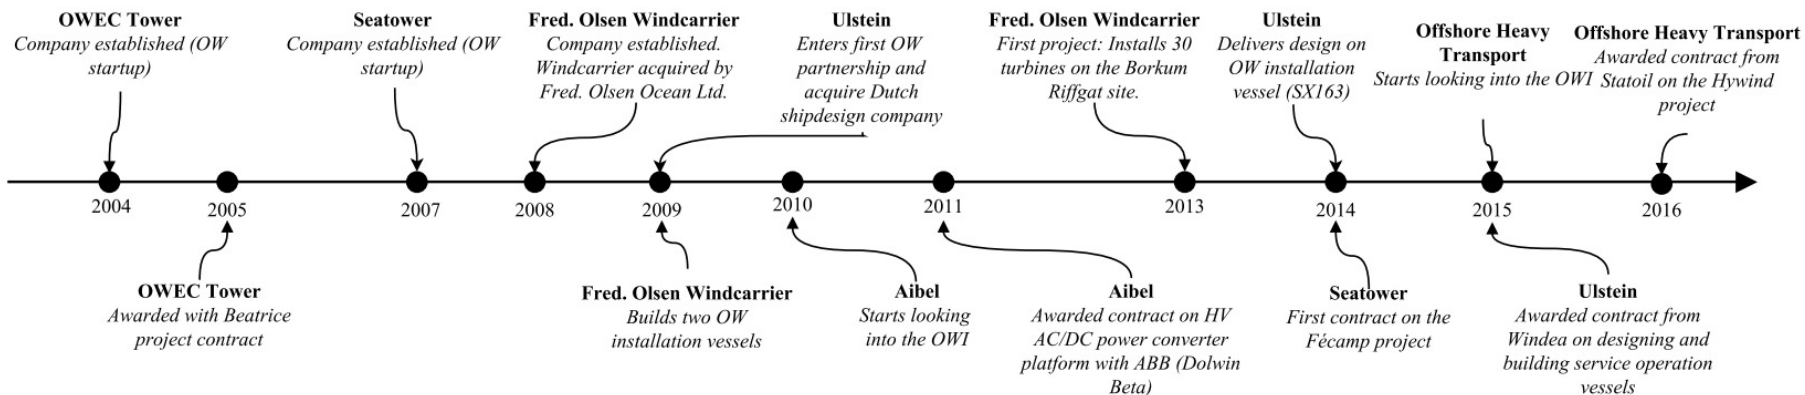 OWEC Tower
Company established (OW
startup)
Seatower
Company established (OW
startup)
Fred. Olsen Windcarrier
Company established.
Windcarrier acquired by
Fred. Olsen Ocean Ltd.
Ulstein
Enters first OW
partnership and
acquire Dutch
shipdesign company
Fred. Olsen Windcarrier
First project: Installs 30
turbines on the Borkum
Riffgat site.
Ulstein
Delivers design on
OW installation
vessel (SX163)
Offshore Heavy
Transport
Starts looking into the OWI
Offshore Heavy Transport
Awarded contract from
Statoil on the Hywind
project
2004
2005
2007
2008
2009
2010
2011
2013
2014
2015
2016
OWEC Tower
Awarded with Beatrice
project contract
Fred. Olsen Windcarrier
Builds two OW
installation vessels
Aibel
Starts looking
into the OWI
Aibel
Awarded contract on HV
AC/DC power converter
platform with ABB (Dolwin
Beta)
Seatower
First contract on the
Fécamp project
Ulstein
Awarded contract from
Windea on designing and
building service operation
vessels